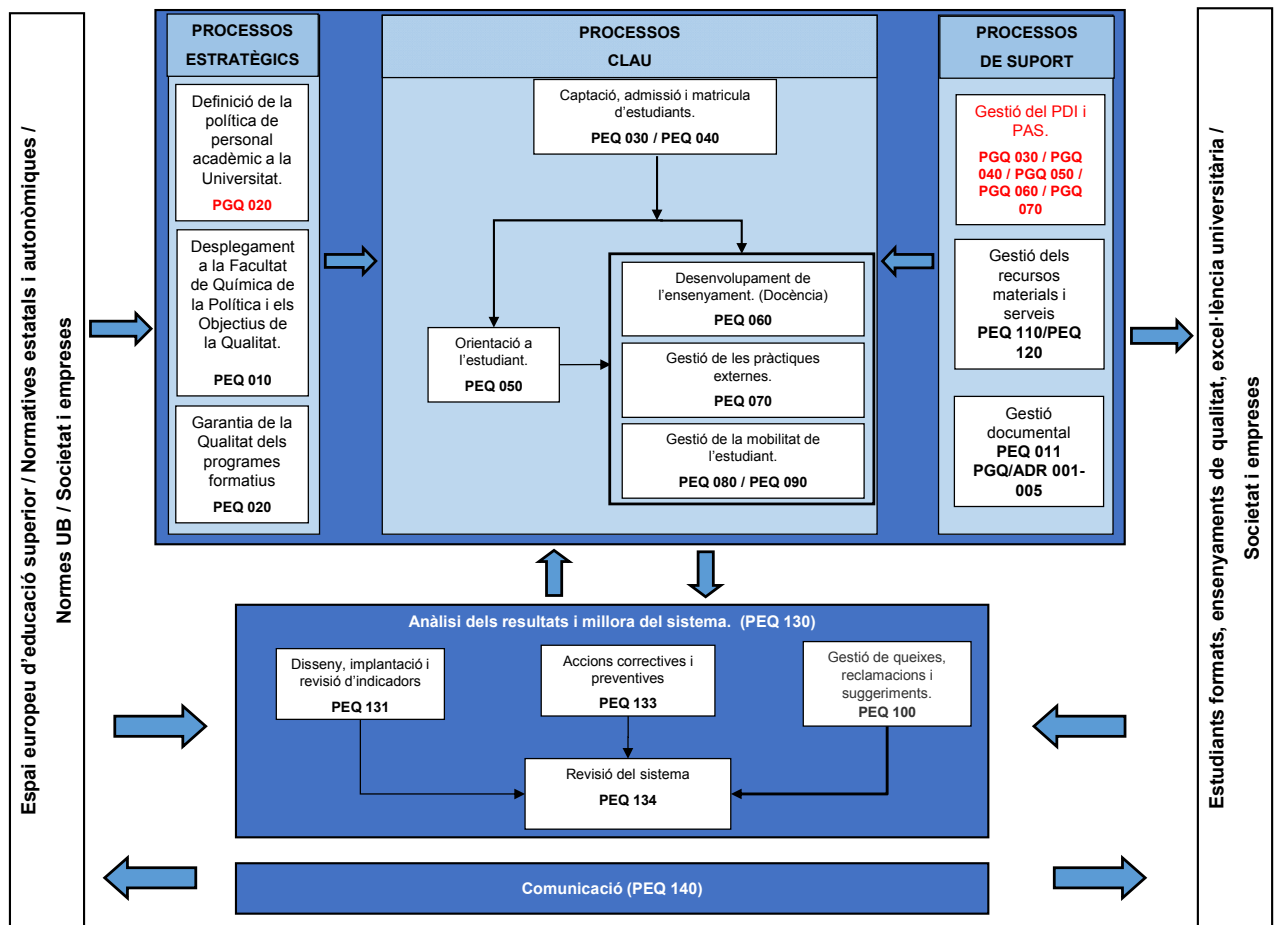 Espai europeu d'educació superior / Normatives estatals i autonòmiques /
Normes UB / Societat i empreses
PROCESSOS
ESTRATÈGICS
Definició de la
política de
personal
acadèmic a la
Universitat.
PGQ 020
Desplegament
a la Facultat
de Química de
la Política i els
Objectius de
la Qualitat.
PEQ 010
Garantia de la
Qualitat dels
programes
formatius
PEQ 020
PROCESSOS
CLAU
Captació, admissió i matricula
d'estudiants.
PEQ 030 / PEQ 040
Orientació a
l'estudiant.
PEQ 050
Desenvolupament de
l'ensenyament. (Docència)
PEQ 060
Gestió de les pràctiques
externes.
PEQ 070
Gestió de la mobilitat de
l'estudiant.
PEQ 080 / PEQ 090
PROCESSOS
DE SUPORT
Gestió del PDI i
PAS.
PGQ 030 / PGQ
040 / PGQ 050 /
PGQ 060 / PGQ
070
Gestió dels
recursos
materials i
serveis
PEQ 110/PEQ
120
Gestió
documental
PEQ 011
PGQ/ADR 001-
005
Anàlisi dels resultats i millora del sistema. (PEQ 130)
Disseny, implantació i
revisió d'indicadors
PEQ 131
Accions correctives i
preventives
PEQ 133
Gestió de queixes,
reclamacions i
suggeriments.
PEQ 100
Revisió del sistema
PEQ 134
Comunicació (PEQ 140)
Estudiants formats, ensenyaments de qualitat, excel·lència universitària /
Societat i empreses